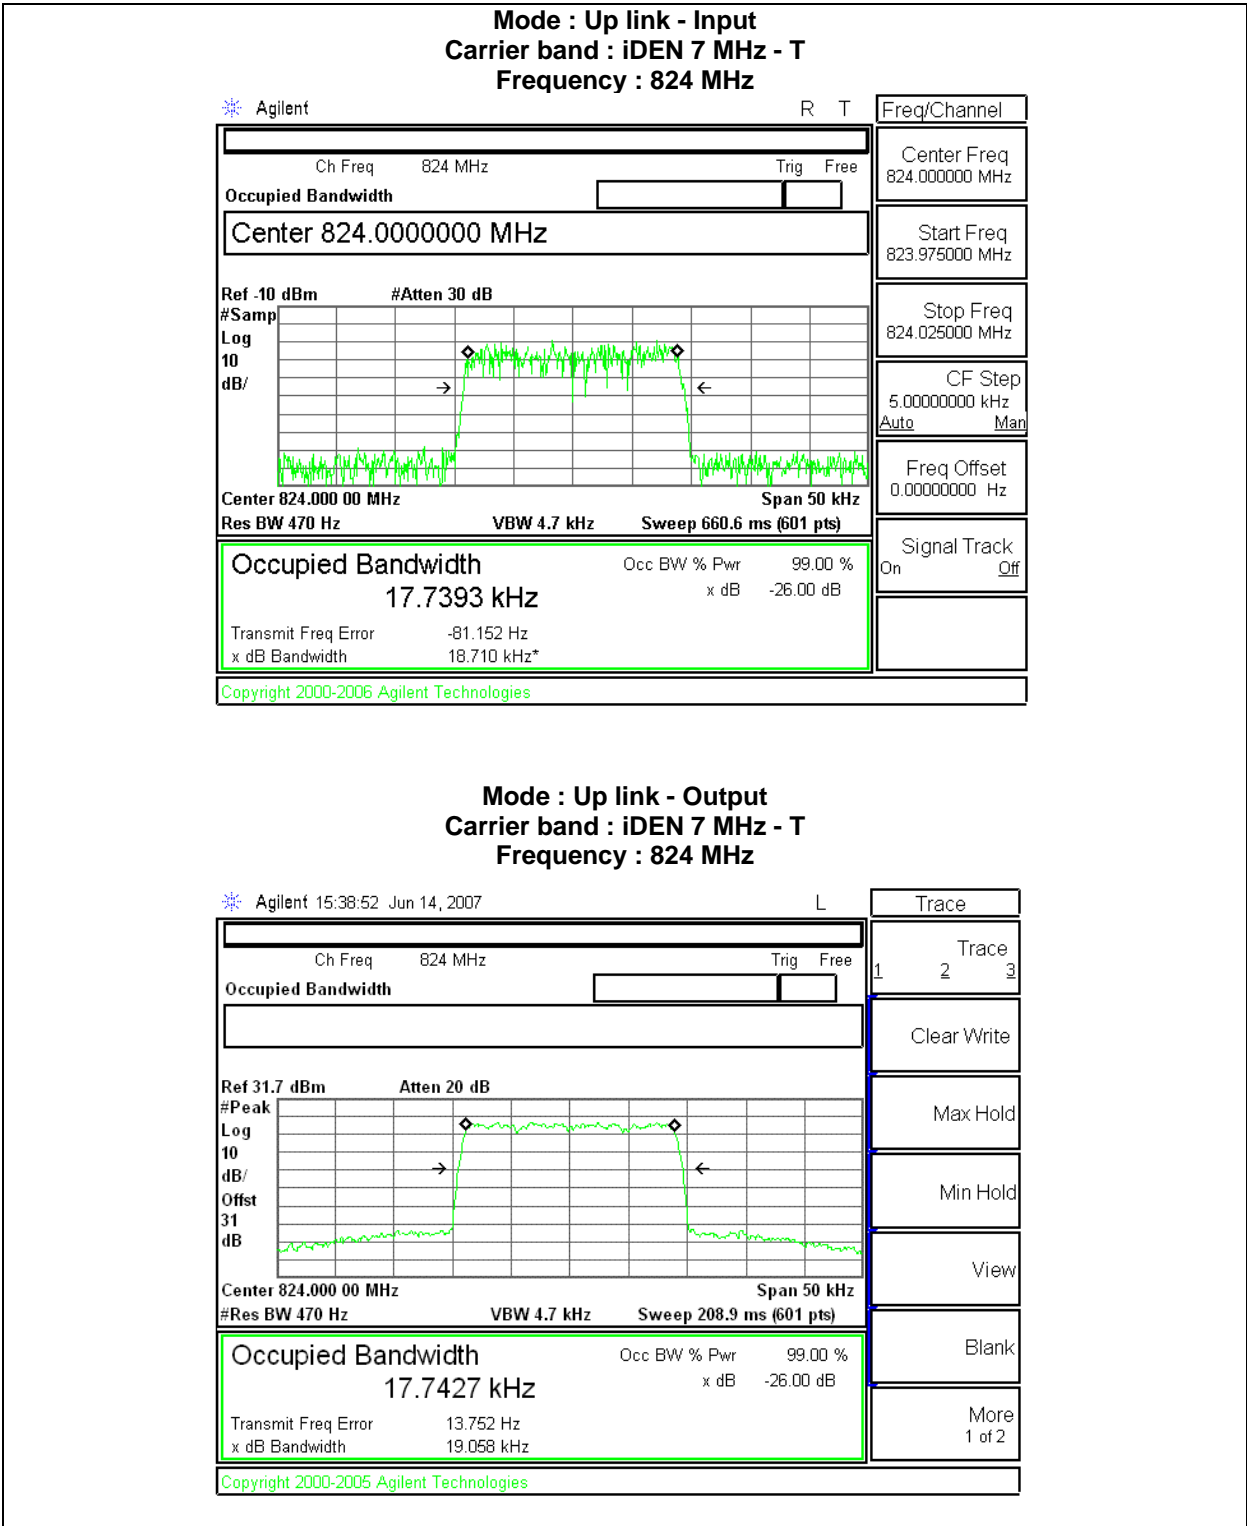 Mode : Up link - Input
Carrier band : iDEN 7 MHz - T
Frequency : 824 MHz
Agilent R T Freq/Channel
Ch Freq 824 MHz Trig Free
Occupied Bandwidth
Center 824.0000000 MHz
Center Freq
824.000000 MHz
Start Freq
823.975000 MHz
Stop Freq
824.025000 MHz
CF Step
5.00000000 kHz
Auto Man
Freq Offset
0.00000000 Hz
Signal Track
On Off
Ref -10 dBm #Atten 30 dB
#Samp
Log
10
dB/
Center 824.000 00 MHz Span 50 kHz
Res BW 470 Hz VBW 4.7 kHz Sweep 660.6 ms (601 pts)
Occupied Bandwidth Occ BW % Pwr 99.00 %
17.7393 kHz x dB -26.00 dB
Transmit Freq Error -81.152 Hz
x dB Bandwidth 18.710 kHz*
Copyright 2000-2006 Agilent Technologies
Mode : Up link - Output
Carrier band : iDEN 7 MHz - T
Frequency : 824 MHz
Agilent 15:38:52 Jun 14, 2007 L Trace
Ch Freq 824 MHz Trig Free
Occupied Bandwidth
Trace
1 2 3
Clear Write
Max Hold
Min Hold
View
Blank
More
1 of 2
Ref 31.7 dBm Atten 20 dB
#Peak
Log
10
dB/
Offst
31
dB
Center 824.000 00 MHz Span 50 kHz
#Res BW 470 Hz VBW 4.7 kHz Sweep 208.9 ms (601 pts)
Occupied Bandwidth Occ BW % Pwr 99.00 %
17.7427 kHz x dB -26.00 dB
Transmit Freq Error 13.752 Hz
x dB Bandwidth 19.058 kHz
Copyright 2000-2005 Agilent Technologies